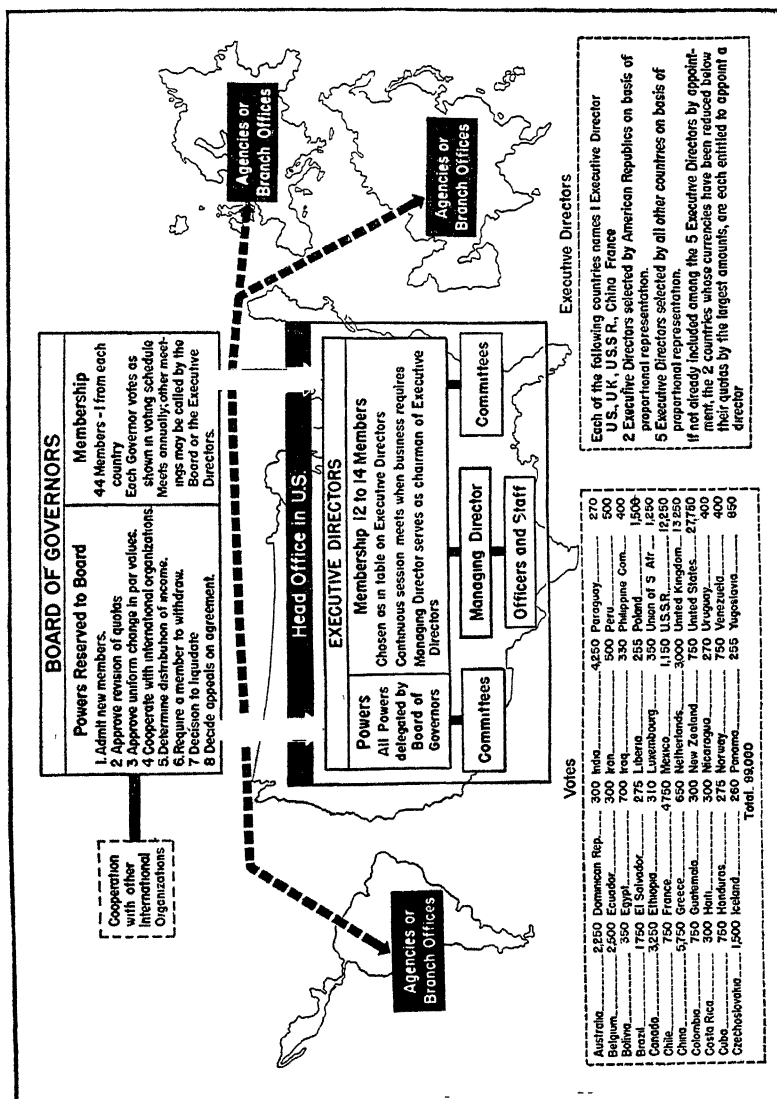 BOARD OF GOVERNORS
Powers Reserved to Board
1. Admit new members.
2 Approve revision of quotas
3 Approve uniform change in par values.
4 Cooperate with international organizations.
5. Determine distribution of income.
6. Require a member to withdraw.
7 Decision to liquidate
8 Decide appeals on agreement.
Membership
44 Members - 1 from each
country
Each Governor votes as
shown in voting schedule
Meets annually; other meet-
ings may be called by the
Board or the Executive
Directors.
Cooperation
with other
International
Organizations
Agencies or
Branch Offices
Agencies or
Branch Offices
Agencies or
Branch Offices
Head Office in U.S.
EXECUTIVE DIRECTORS
Powers
All Powers
delegated by
Board of
Governors
Membership 12 to 14 Members
Chosen as in table on Executive Directors
Continuous session meets when business requires
Managing Director serves as chairman of Executive
Directors
Committees
Managing Director
Committees
Officers and Staff
Votes
Australia 2,250 Dominican Rep. 300 India 4,250 Paraguay 270
Belgium 2,500 Ecuador 300 Iran 500 Peru 500
Bolivia 350 Egypt 700 Iraq 330 Philippine Com. 400
Brazil 1750 El Salvador 275 Liberia 255 Poland 1,500
Canada 3,250 Ethiopia 310 Luxembourg 350 Union of S Afr 1,250
Chile 750 France 4750 Mexico 1,150 U.S.S.R. 12,250
China 5,750 Greece 650 Netherlands 3,000 United Kingdom 13 250
Colombia 750 Guatemala 300 New Zealand 750 United States 27,750
Costa Rica 300 Haiti 300 Nicaragua 270 Uruguay 400
Cuba 750 Honduras 275 Norway 750 Venezuela 400
Czechoslovakia 1,500 Iceland 260 Panama 255 Yugoslavia 850
Total. 99,000
Executive Directors
Each of the following countries names 1 Executive Director
U S., U K., U.S.S R., China France
2 Executive Directors selected by American Republics on basis of
proportional representation.
5 Executive Directors selected by all other countries on basis of
proportional representation.
If not already included among the 5 Executive Directors by appoint-
ment, the 2 countries whose currencies have been reduced below
their quotas by the largest amounts, are each entitled to appoint a
director